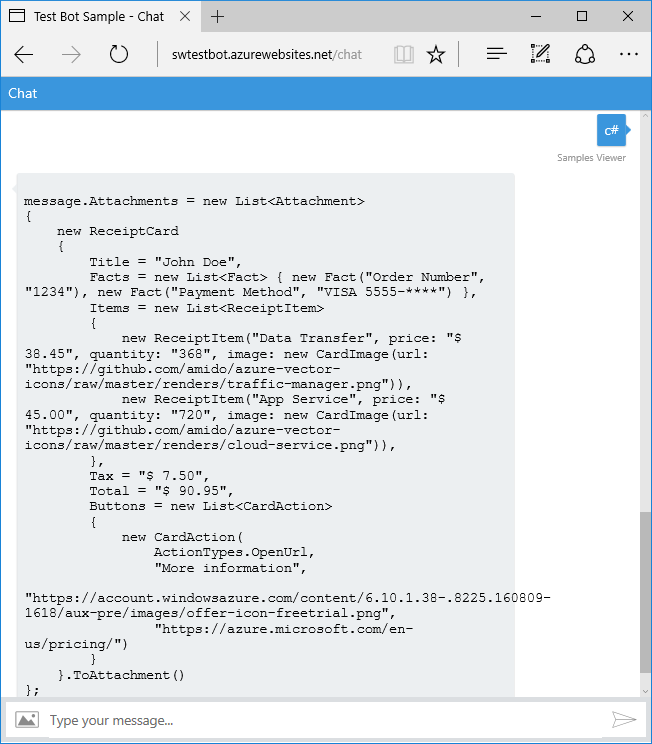 Test Bot Sample - Chat
swtestbot.azurewebsites.net/chat
Chat
c#
Samples Viewer
message.Attachments = new List<Attachment>
{
    new ReceiptCard
    {
        Title = "John Doe",
        Facts = new List<Fact> { new Fact("Order Number",
"1234"), new Fact("Payment Method", "VISA 5555-****") },
        Items = new List<ReceiptItem>
        {
            new ReceiptItem("Data Transfer", price: "$
38.45", quantity: "368", image: new CardImage(url:
"https://github.com/amido/azure-vector-
icons/raw/master/renders/traffic-manager.png")),
            new ReceiptItem("App Service", price: "$
45.00", quantity: "720", image: new CardImage(url:
"https://github.com/amido/azure-vector-
icons/raw/master/renders/cloud-service.png")),
        },
        Tax = "$ 7.50",
        Total = "$ 90.95",
        Buttons = new List<CardAction>
        {
            new CardAction(
                ActionTypes.OpenUrl,
                "More information",
"https://account.windowsazure.com/content/6.10.1.38-.8225.160809-
1618/aux-pre/images/offer-icon-freetrial.png",
                "https://azure.microsoft.com/en-
us/pricing/")
        }
    }.ToAttachment()
};
Type your message...